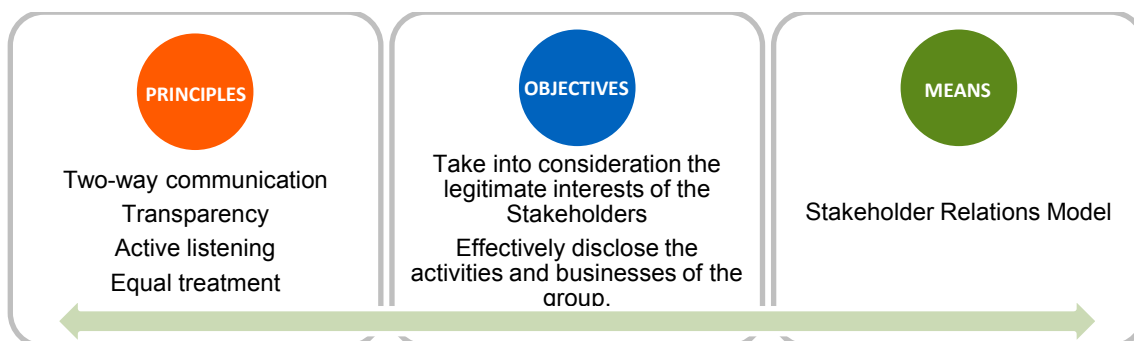 PRINCIPLES
Two-way communication
Transparency
Active listening
Equal treatment
OBJECTIVES
Take into consideration the
legitimate interests of the
Stakeholders
Effectively disclose the
activities and businesses of the
group.
MEANS
Stakeholder Relations Model